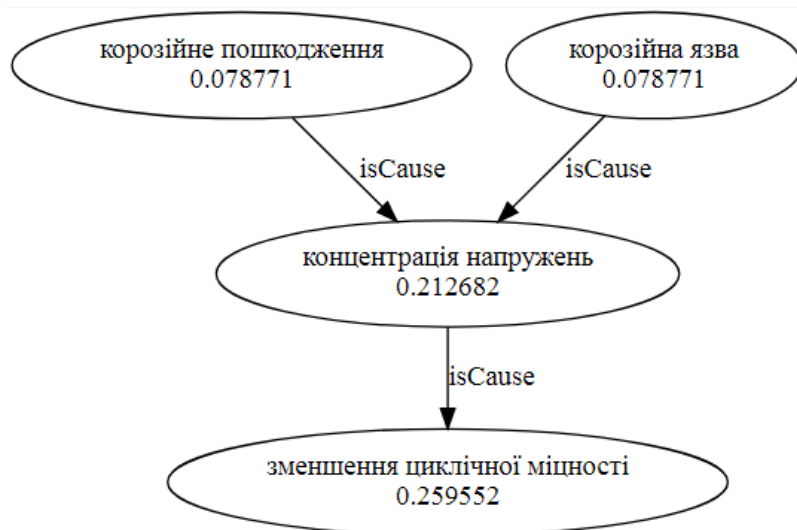 корозійне пошкодження
0.078771
корозійна язва
0.078771
isCause
isCause
концентрація напружень
0.212682
isCause
зменшення циклічної міцності
0.259552